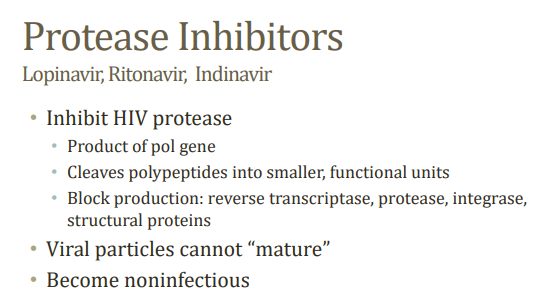 Protease Inhibitors
Lopinavir, Ritonavir, Indinavir
• Inhibit HIV protease
• Product of pol gene
• Cleaves polypeptides into smaller, functional units
• Block production: reverse transcriptase, protease, integrase,
structural proteins
• Viral particles cannot “mature”
• Become noninfectious